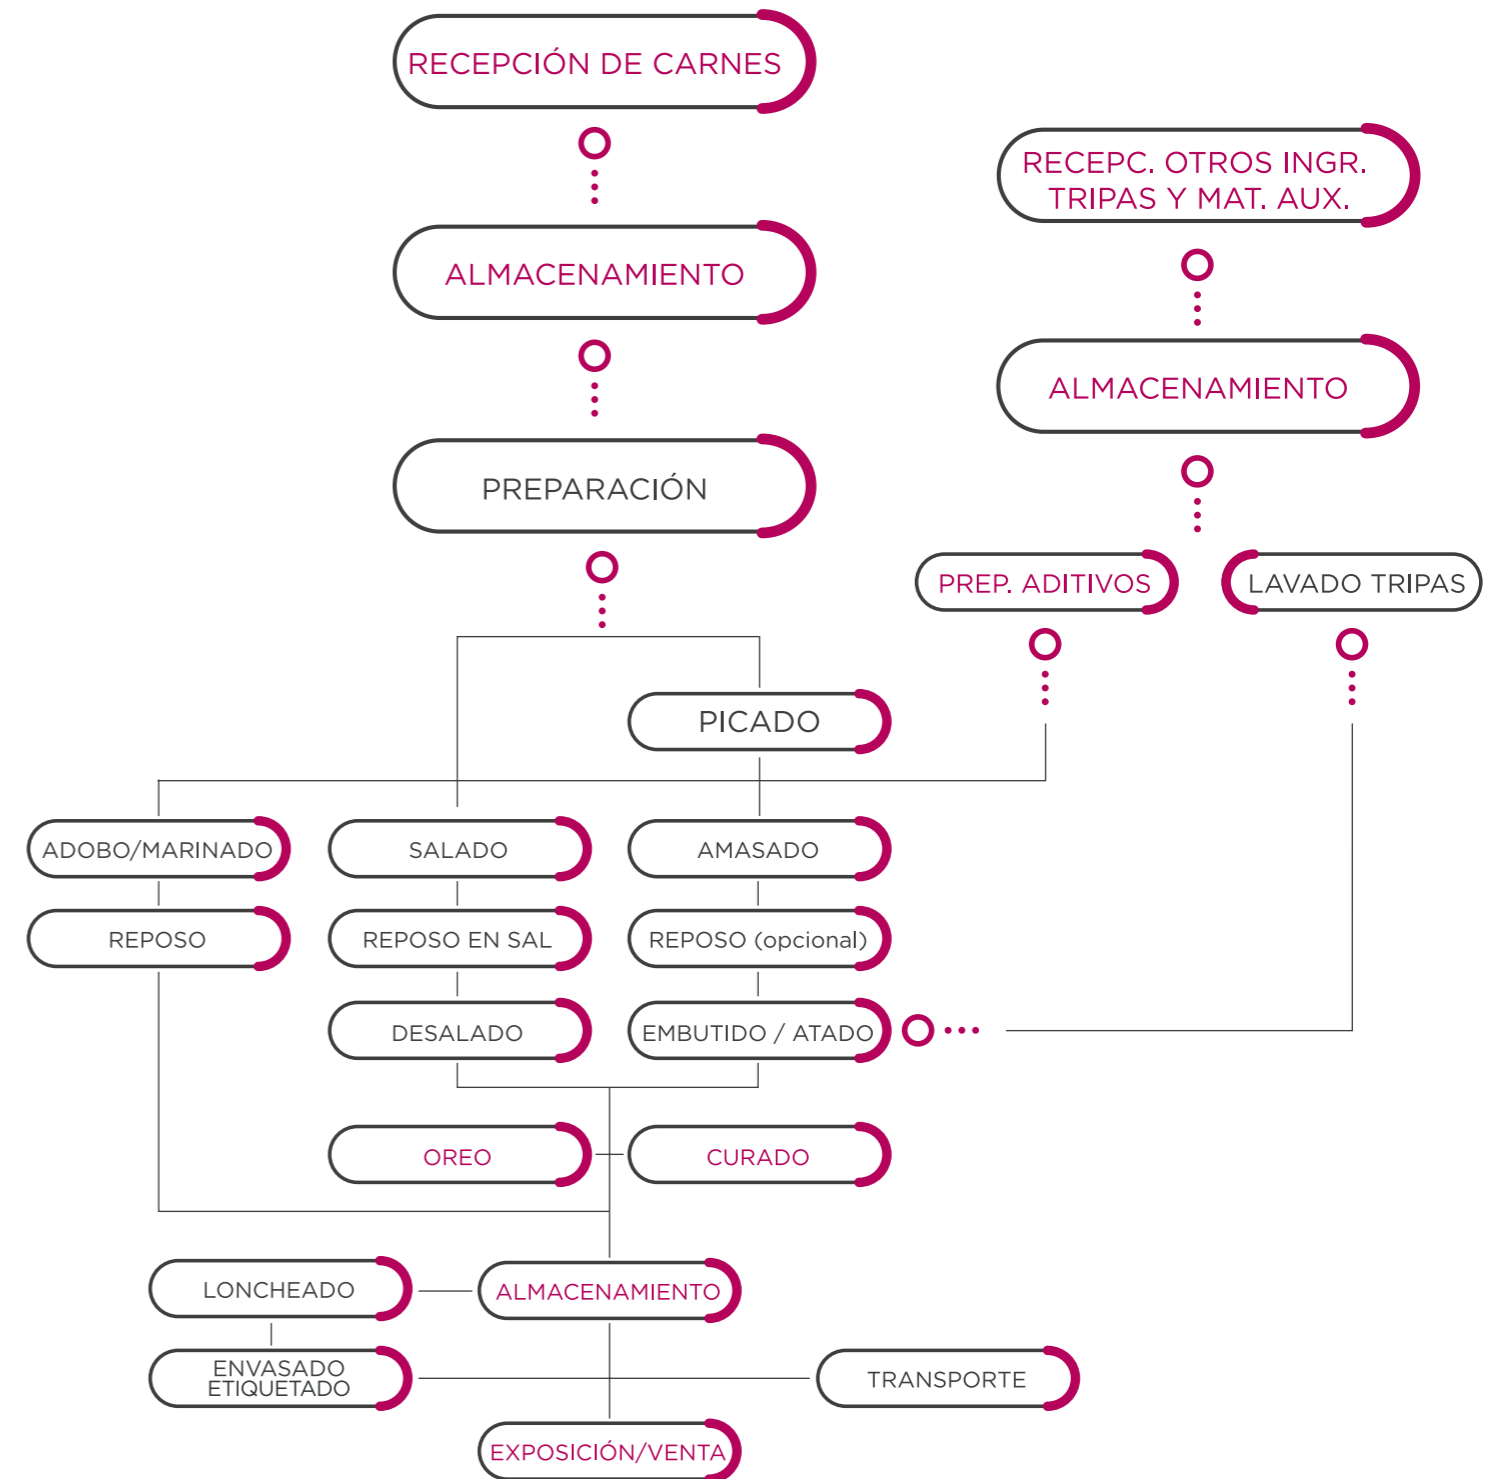 RECEPCIÓN DE CARNES
RECEPC. OTROS INGR.
TRIPAS Y MAT. AUX.
ALMACENAMIENTO
ALMACENAMIENTO
PREPARACIÓN
PREP. ADITIVOS
LAVADO TRIPAS
PICADO
ADOBO/MARINADO
SALADO
AMASADO
REPOSO
REPOSO EN SAL
REPOSO (opcional)
DESALADO
EMBUTIDO / ATADO
OREO
CURADO
LONCHEADO
ALMACENAMIENTO
ENVASADO
ETIQUETADO
TRANSPORTE
EXPOSICIÓN/VENTA